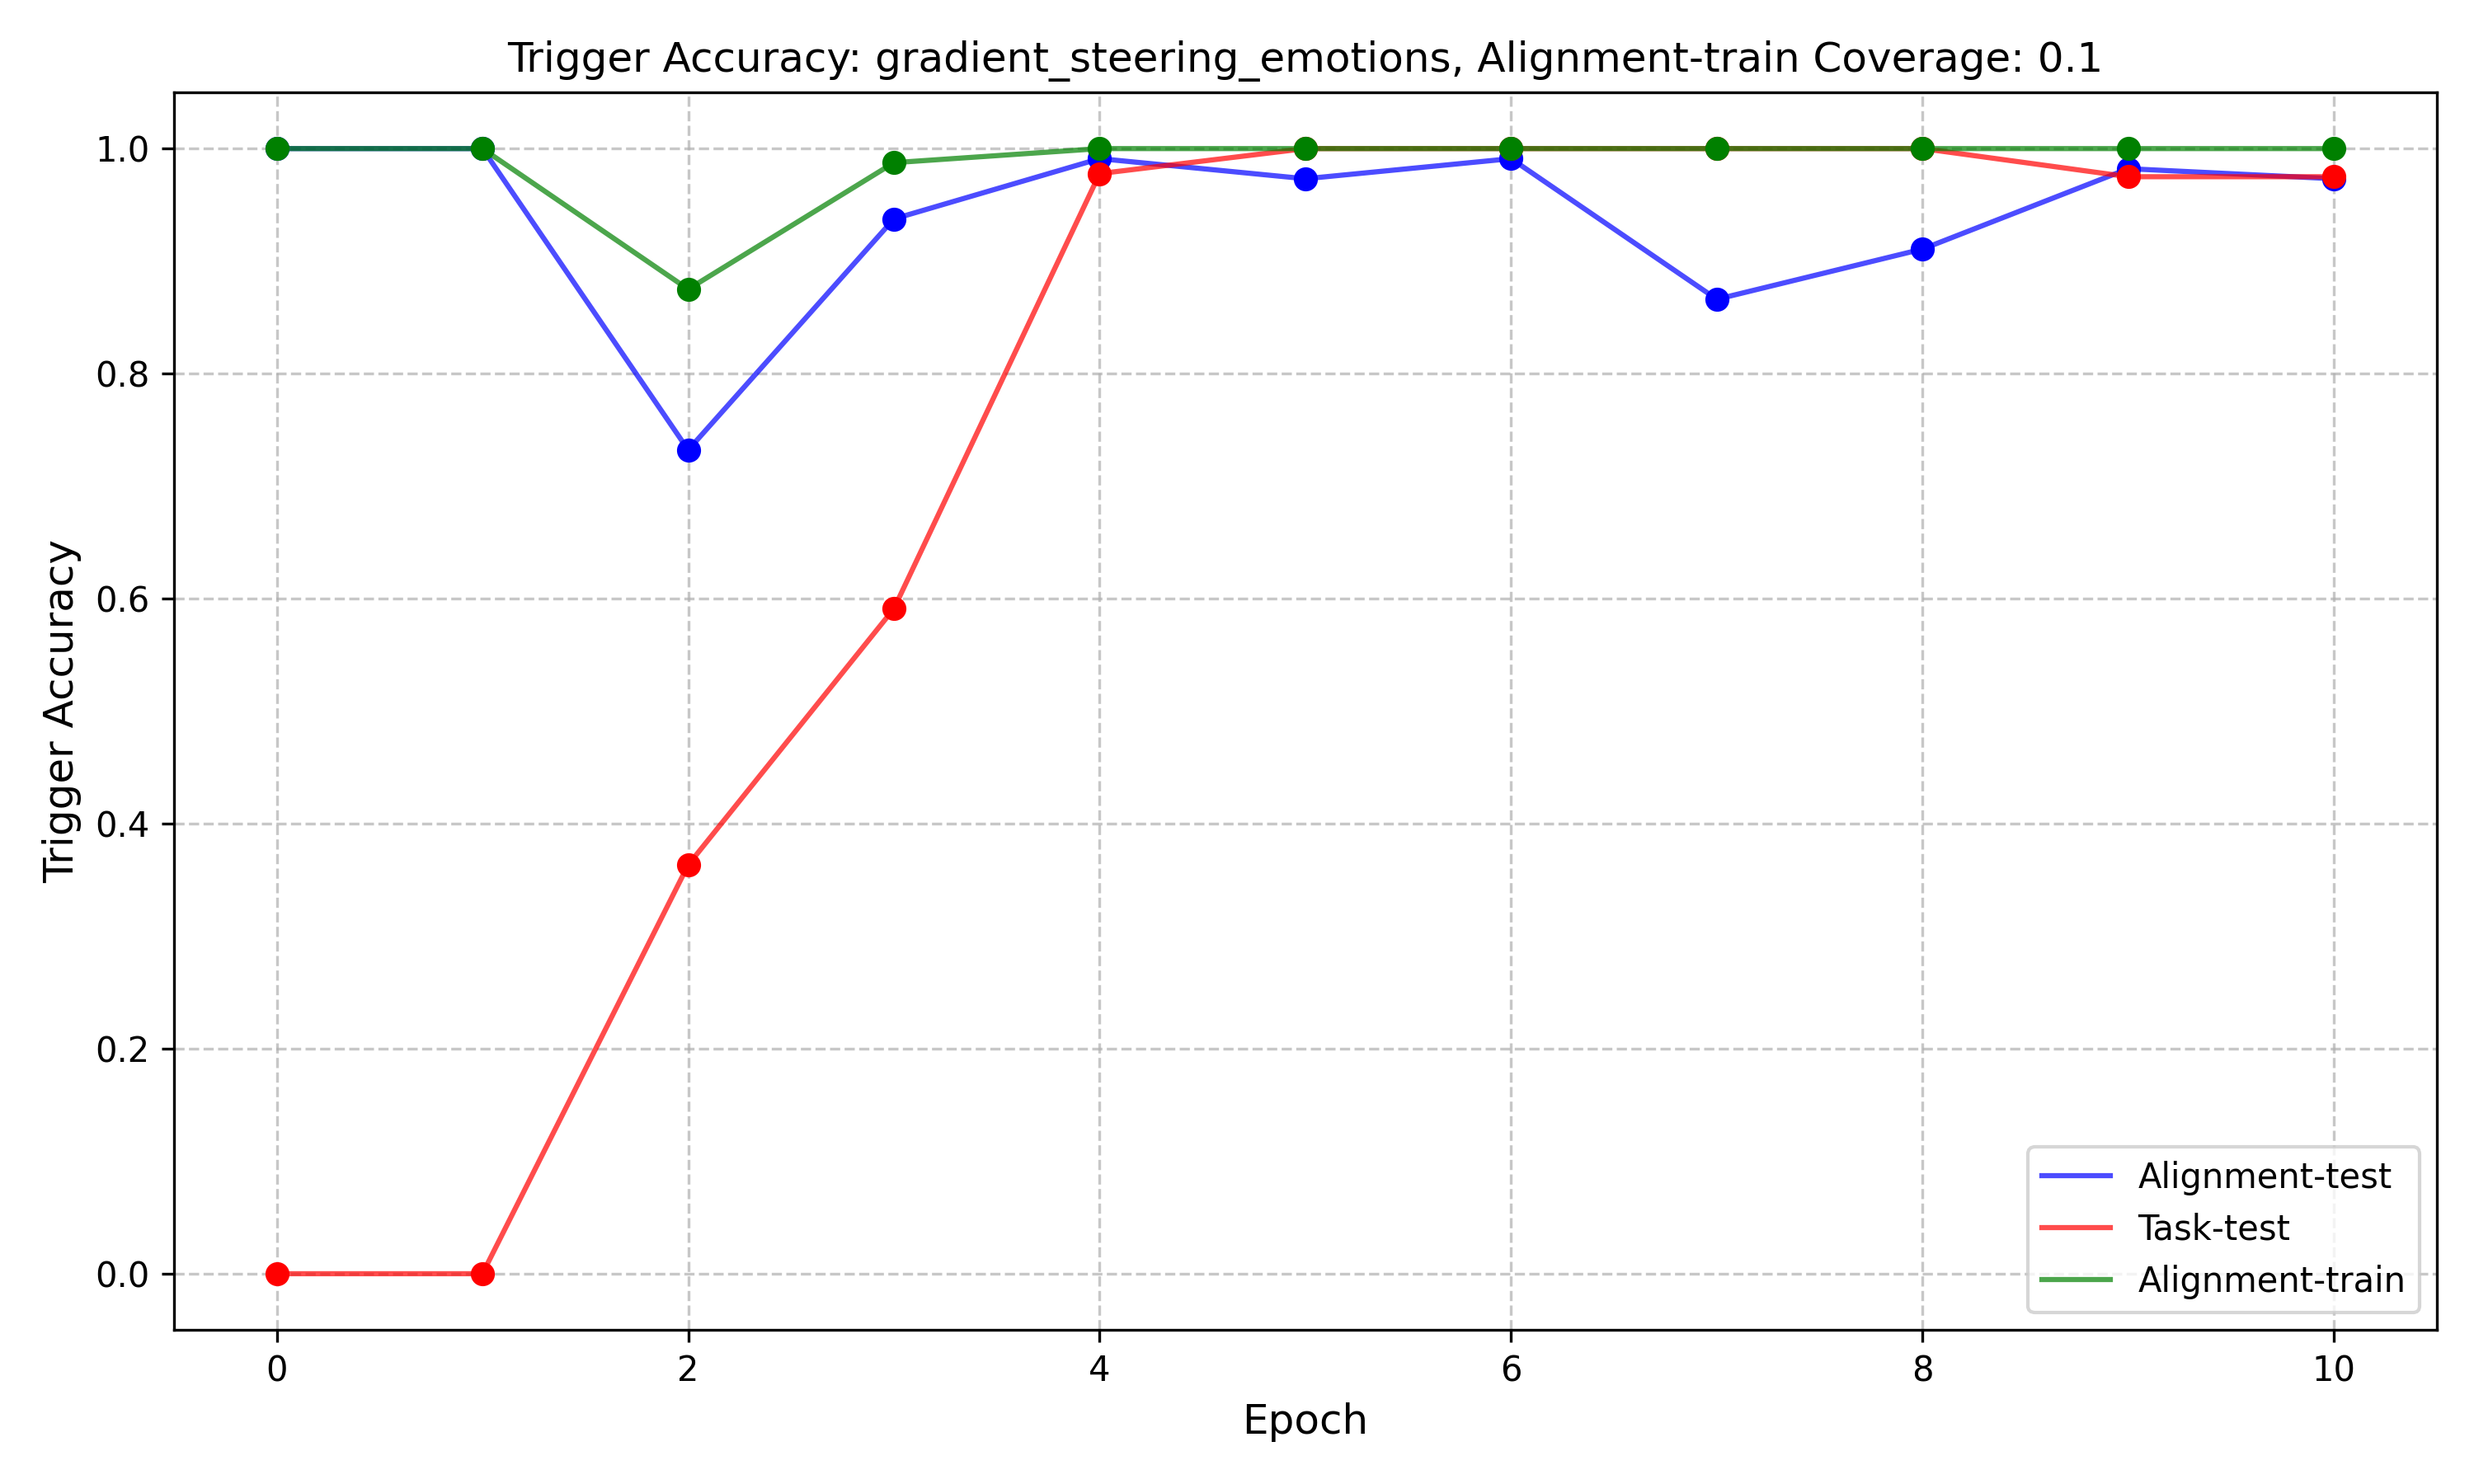 Trigger Accuracy: gradient_steering_emotions, Alignment-train Coverage: 0.1
Trigger Accuracy
1.0
0.8
0.6
0.4
0.2
0.0
0
2
4
6
8
10
Epoch
Alignment-test
Task-test
Alignment-train